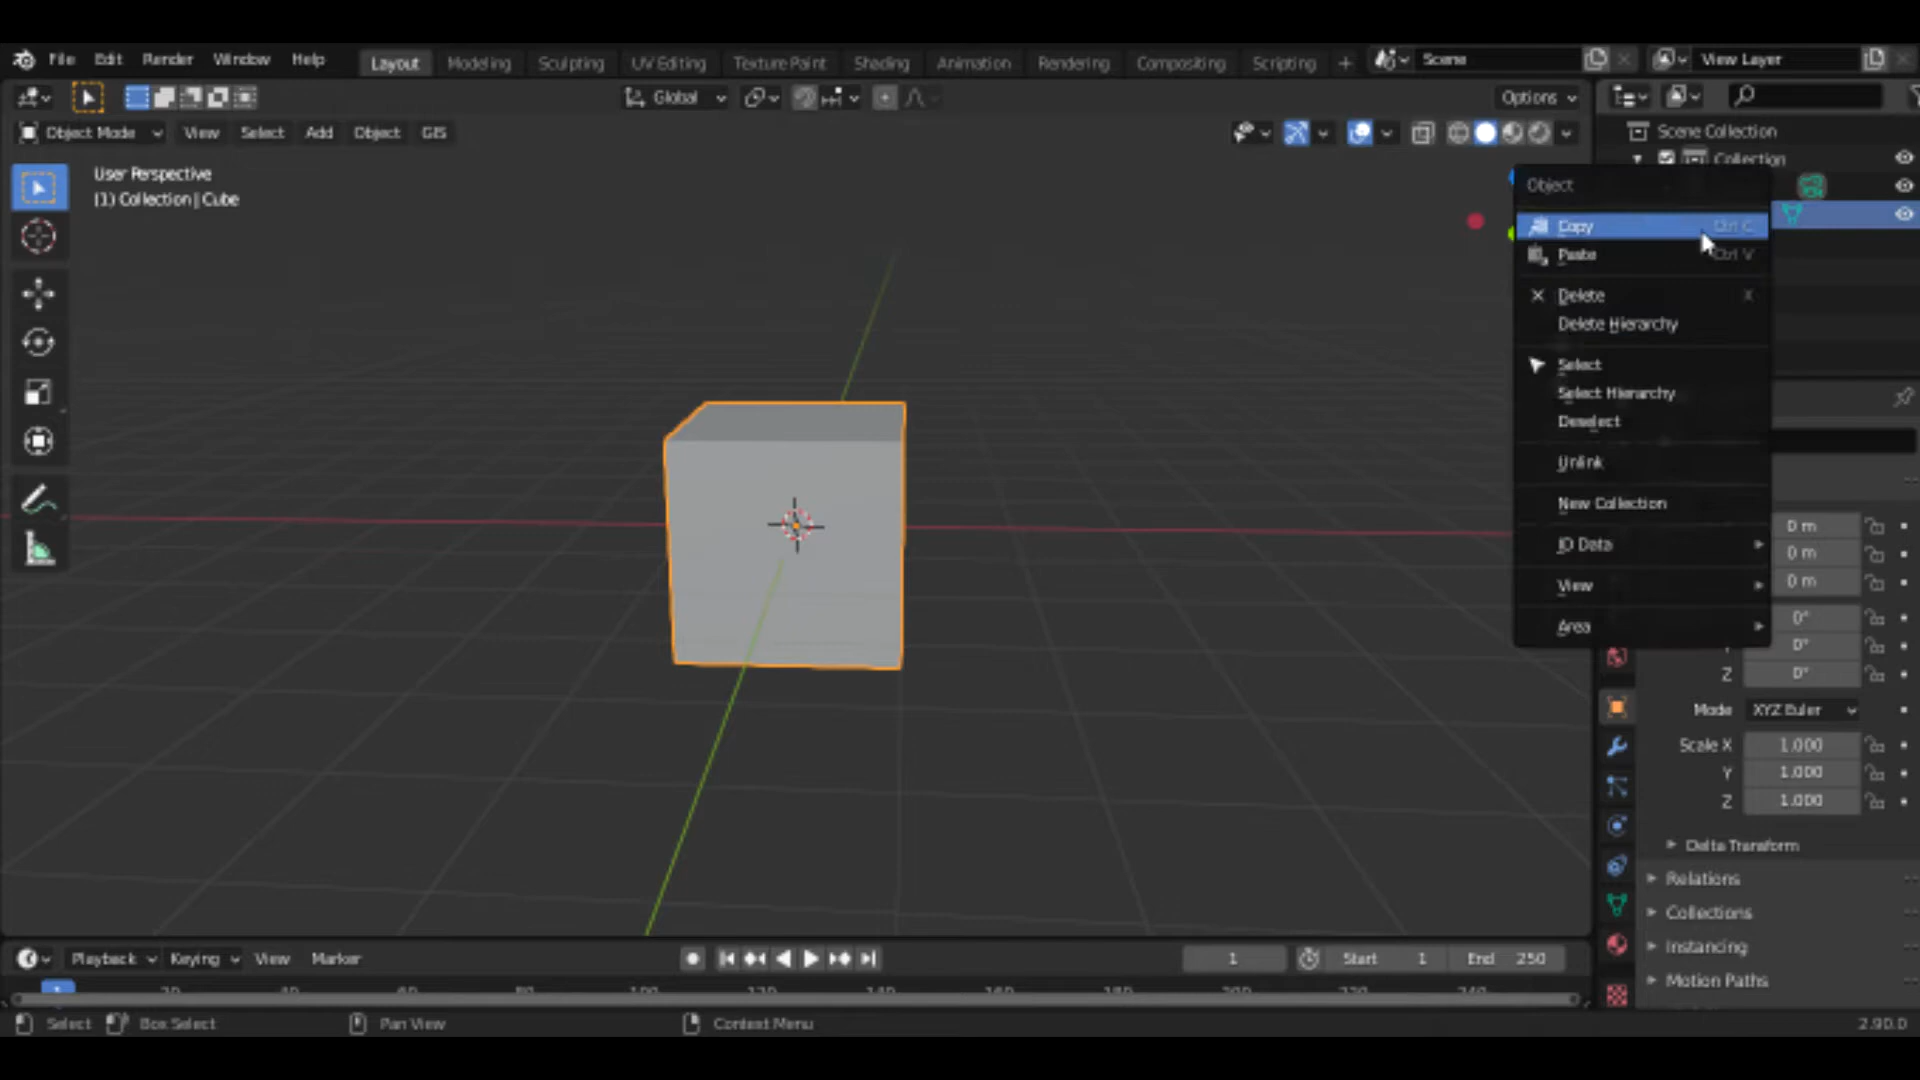 File Edit Render Window Help Layout Modeling Sculpting UV Editing Texture Paint Shading Animation Rendering Compositing Scripting + Scene View Layer
Global Options
Object Mode View Select Add Object GIS
Scene Collection
Collection
User Perspective
(1) Collection | Cube
Object
Copy Ctrl C
Paste Ctrl V
Delete X
Delete Hierarchy
Select
Select Hierarchy
Deselect
Unlink
New Collection
ID Data
View
Area
0 m
0 m
0 m
0°
0°
Z 0°
Mode XYZ Euler
Scale X 1.000
Y 1.000
Z 1.000
Delta Transform
Relations
Collections
Instancing
Motion Paths
Playback Keying View Marker 1 Start 1 End 250
Select Box Select Pan View Context Menu 2.90.0